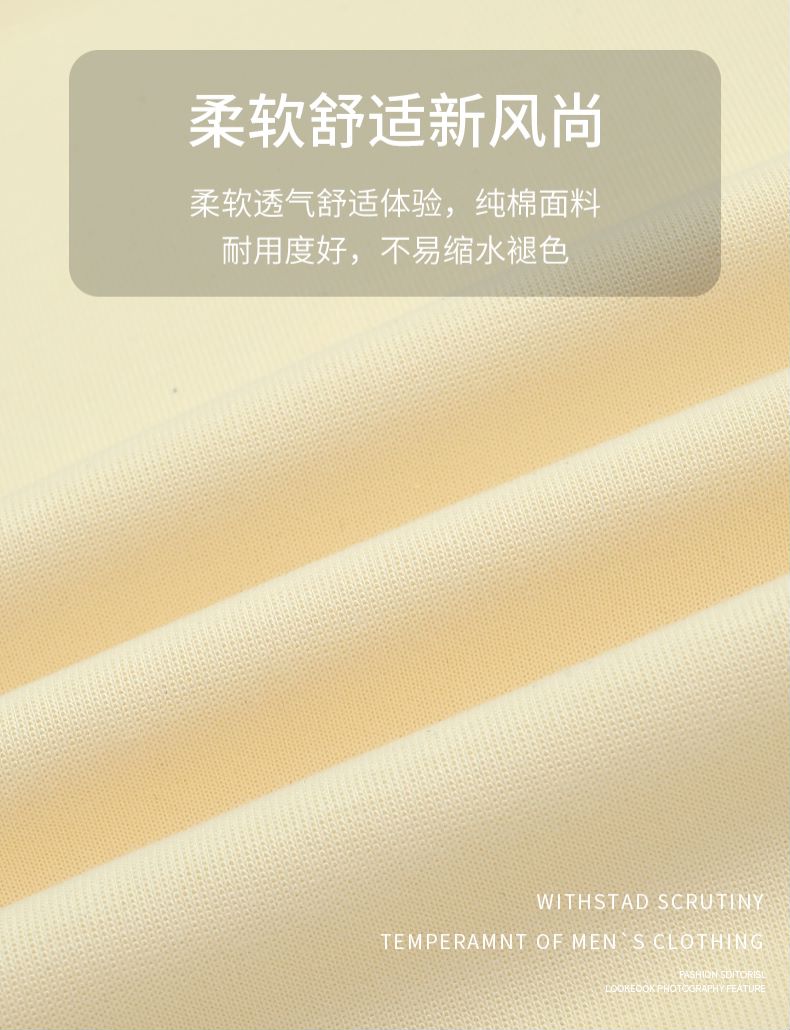 柔软舒适新风尚
柔软透气舒适体验，纯棉面料
耐用度好，不易缩水褪色
WITHSTAD SCRUTINY
TEMPERAMNT OF MEN`S CLOTHING
FASHION EDITORISL
LOOKEOOK PHOTOGRAPHY FEATURE